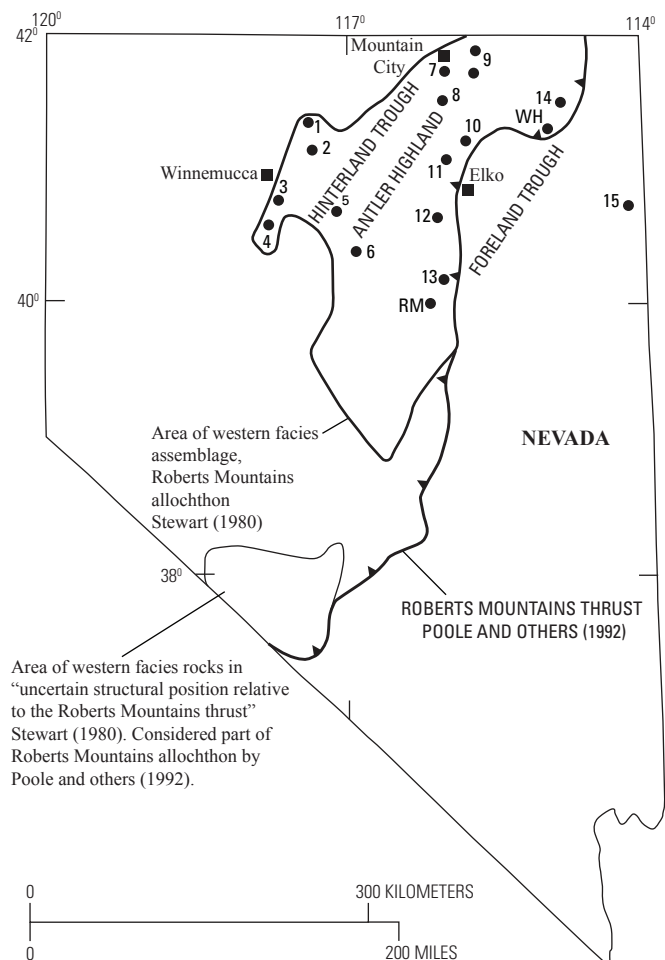 120⁰
117⁰
114⁰
42⁰
Mountain
City
9
7
8
14
WH
1
2
10
HINTERLAND TROUGH
ANTLER HIGHLAND
FORELAND TROUGH
11
Winnemucca
Elko
3
5
15
4
12
6
13
RM
40⁰
NEVADA
Area of western facies
assemblage,
Roberts Mountains
allochthon
Stewart (1980)
38⁰
ROBERTS MOUNTAINS THRUST
POOLE AND OTHERS (1992)
Area of western facies rocks in
“uncertain structural position relative
to the Roberts Mountains thrust”
Stewart (1980). Considered part of
Roberts Mountains allochthon by
Poole and others (1992).
0
300 KILOMETERS
0
200 MILES